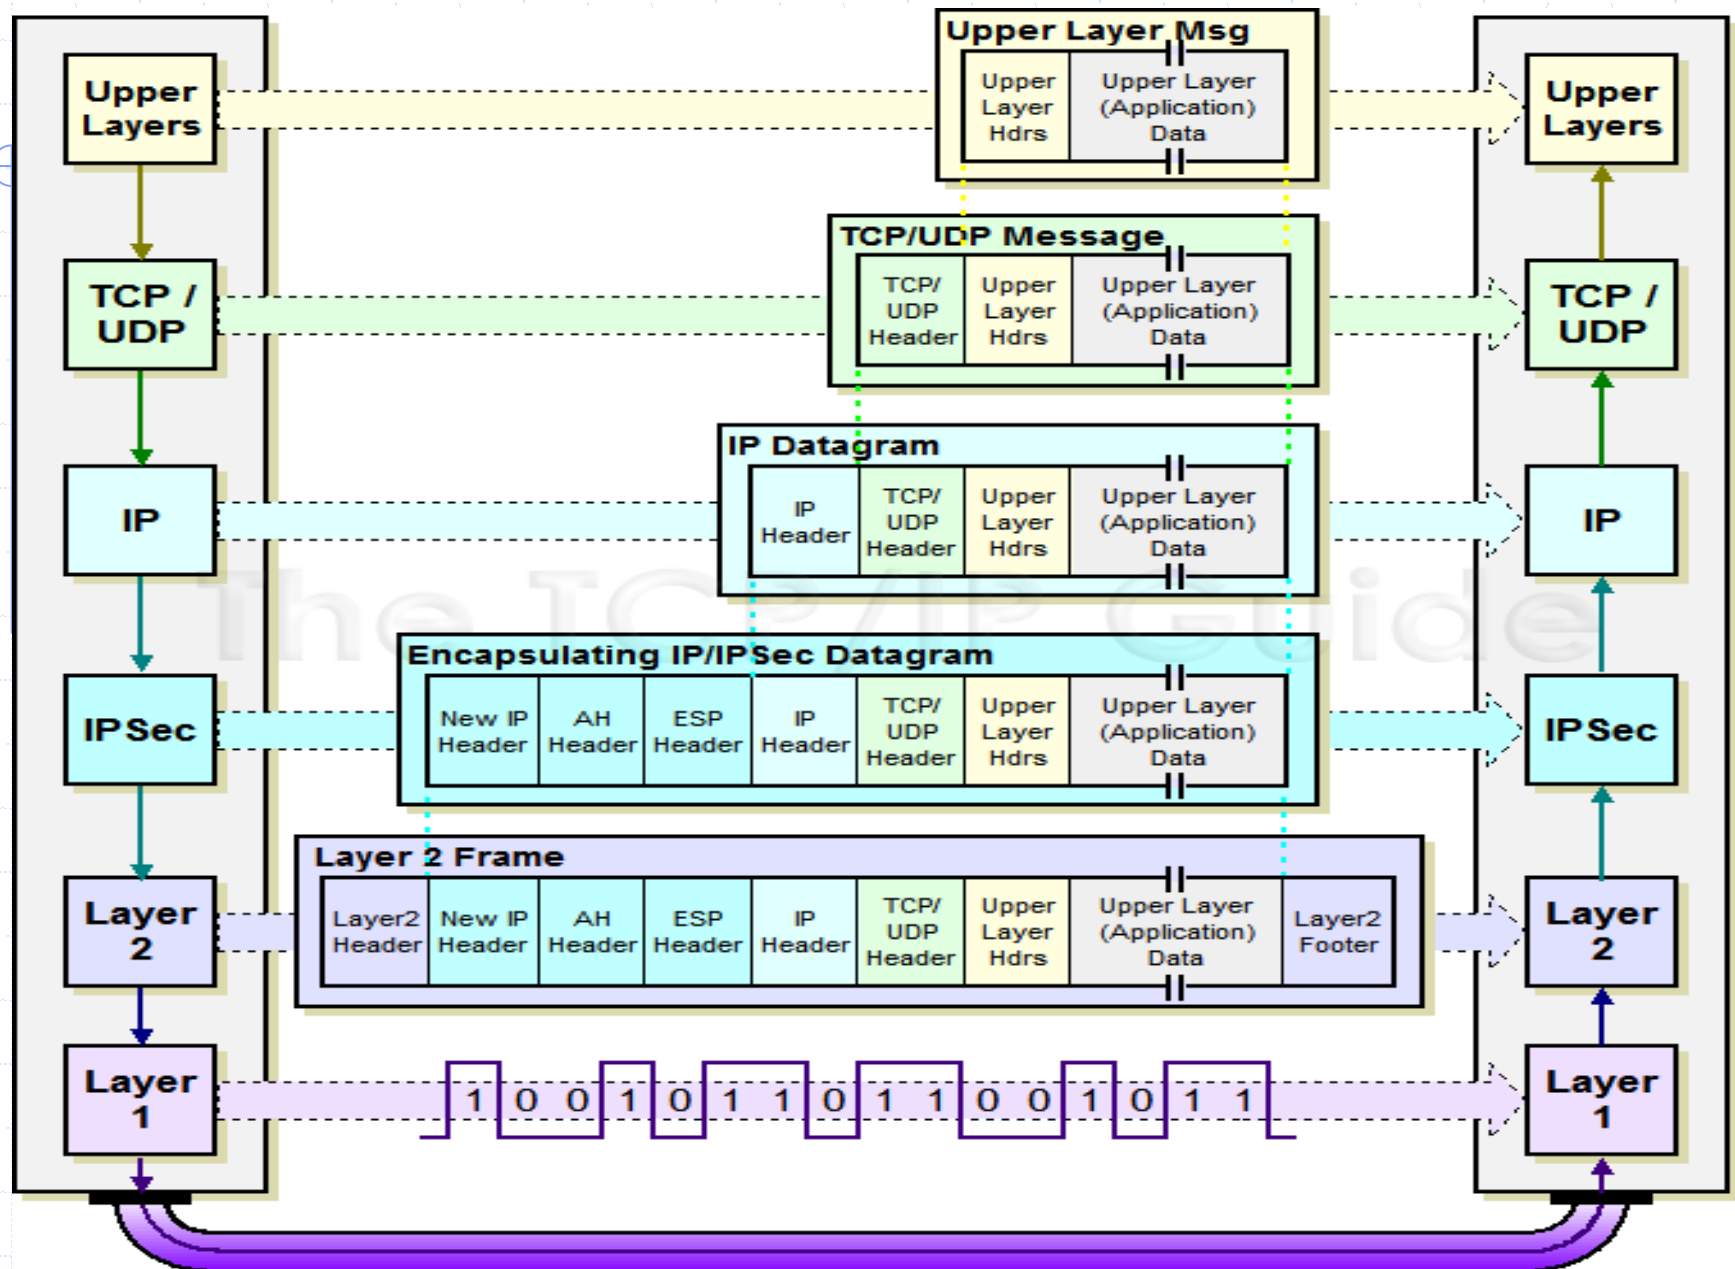 Upper Layer Msg
Upper
Layers
Upper
Layer
Hdrs
Upper Layer
(Application)
Data
Upper
Layers
TCP/UDP Message
TCP /
UDP
TCP/
UDP
Header
Upper
Layer
Hdrs
Upper Layer
(Application)
Data
TCP /
UDP
IP Datagram
IP
IP
Header
TCP/
UDP
Header
Upper
Layer
Hdrs
Upper Layer
(Application)
Data
IP
The TCP/IP Guide
Encapsulating IP/IPSec Datagram
IPSec
New IP
Header
AH
Header
ESP
Header
IP
Header
TCP/
UDP
Header
Upper
Layer
Hdrs
Upper Layer
(Application)
Data
IPSec
Layer 2 Frame
Layer
2
Layer2
Header
New IP
Header
AH
Header
ESP
Header
IP
Header
TCP/
UDP
Header
Upper
Layer
Hdrs
Upper Layer
(Application)
Data
Layer2
Footer
Layer
2
Layer
1
1 0 0 1 0 1 1 0 1 1 0 0 1 0 1 1
Layer
1